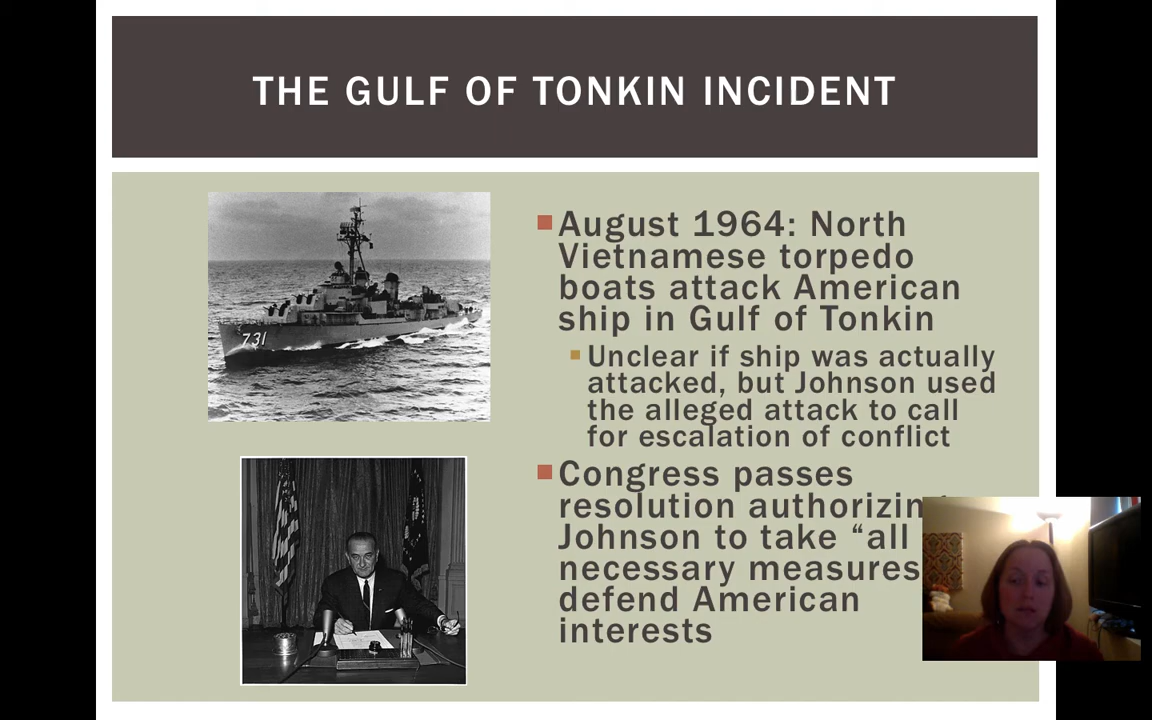 THE GULF OF TONKIN INCIDENT
731
August 1964: North
Vietnamese torpedo
boats attack American
ship in Gulf of Tonkin
Unclear if ship was actually
attacked, but Johnson used
the alleged attack to call
for escalation of conflict
Congress passes
resolution authorizin
Johnson to take “all
necessary measures
defend American
interests